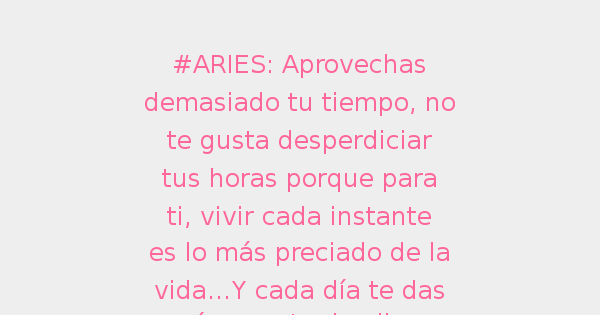 #ARIES: Aprovechas
demasiado tu tiempo, no
te gusta desperdiciar
tus horas porque para
ti, vivir cada instante
es lo más preciado de la
vida...Y cada día te das